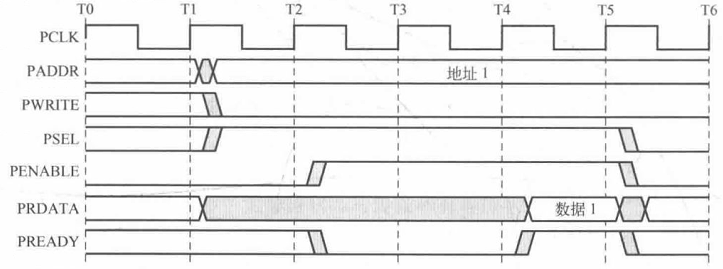 T0 T1 T2 T3 T4 T5 T6
PCLK
PADDR 地址 1
PWRITE
PSEL
PENABLE
PRDATA 数据 1
PREADY